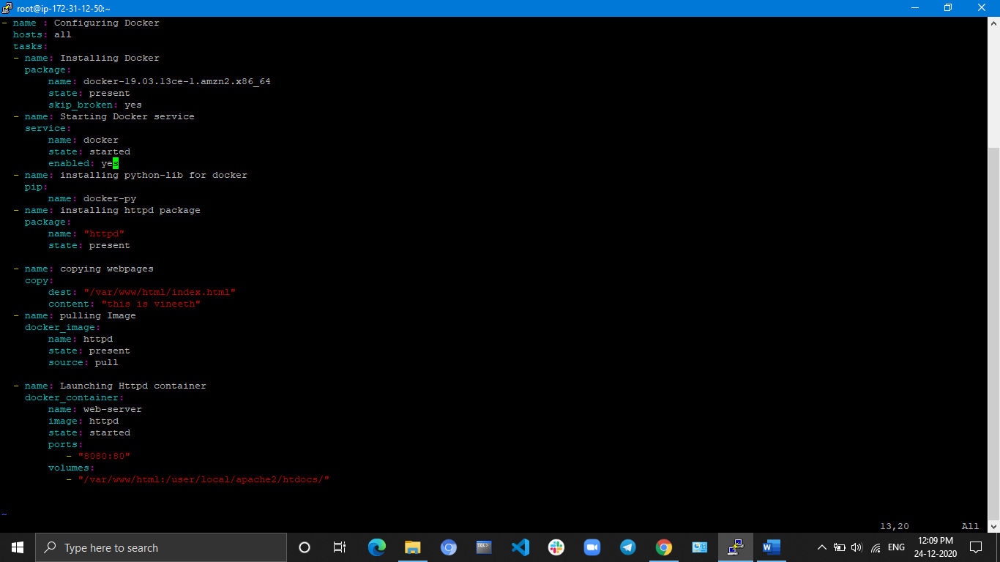 root@ip-172-31-12-50:~
- name : Configuring Docker
  hosts: all
  tasks:
  - name: Installing Docker
    package:
        name: docker-19.03.13ce-1.amzn2.x86_64
        state: present
        skip_broken: yes
  - name: Starting Docker service
    service:
        name: docker
        state: started
        enabled: yes
  - name: installing python-lib for docker
    pip:
        name: docker-py
  - name: installing httpd package
    package:
        name: "httpd"
        state: present
  - name: copying webpages
    copy:
        dest: "/var/www/html/index.html"
        content: "this is vineeth"
  - name: pulling Image
    docker_image:
        name: httpd
        state: present
        source: pull
  - name: Launching Httpd container
    docker_container:
        name: web-server
        image: httpd
        state: started
        ports:
           - "8080:80"
        volumes:
           - "/var/www/html:/user/local/apache2/htdocs/"
~
13,20 All
Type here to search
ENG
12:09 PM
24-12-2020